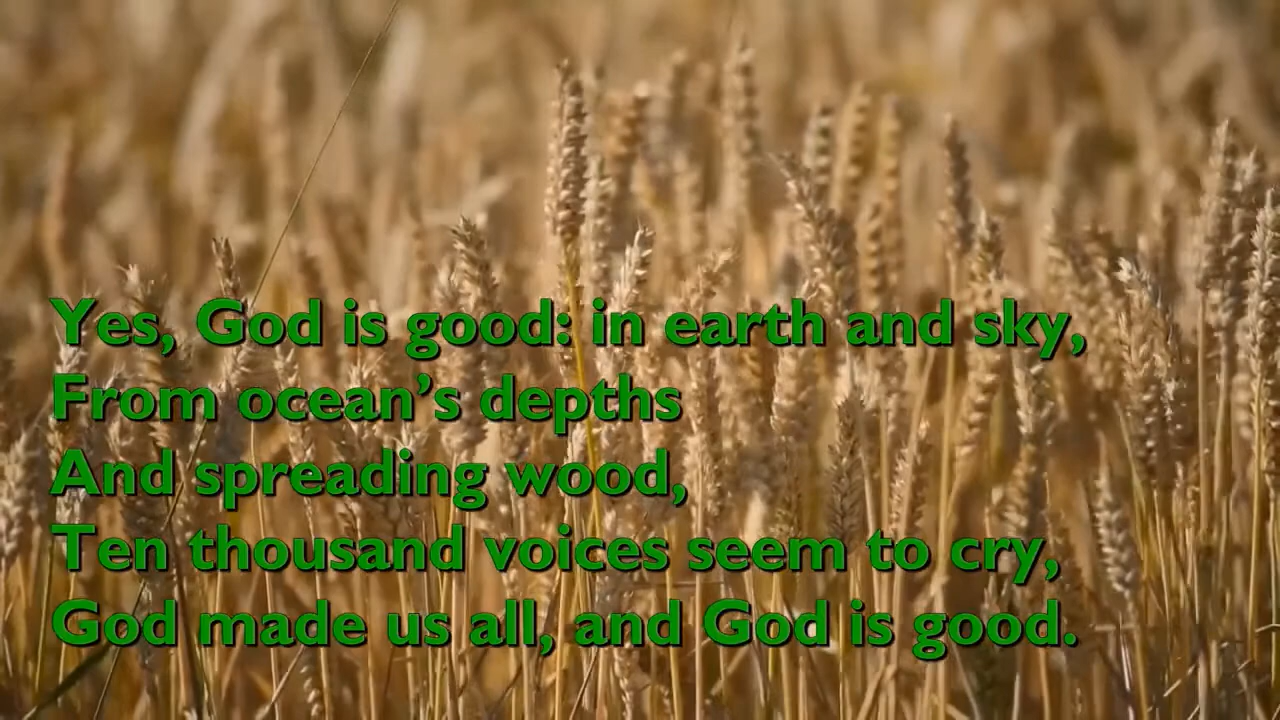 Yes, God is good: in earth and sky,
From ocean’s depths
And spreading wood,
Ten thousand voices seem to cry,
God made us all, and God is good.